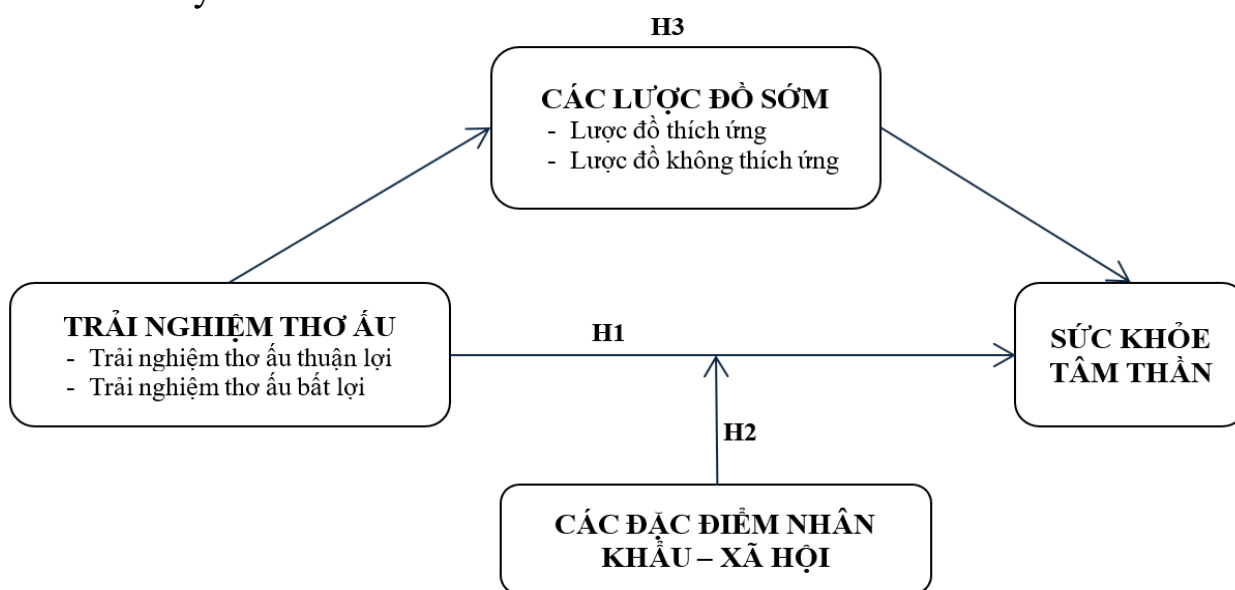 y
H3
CÁC LƯỢC ĐỒ SỚM
- Lược đồ thích ứng
- Lược đồ không thích ứng
TRẢI NGHIỆM THƠ ẤU
- Trải nghiệm thơ ấu thuận lợi
- Trải nghiệm thơ ấu bất lợi
H1
SỨC KHỎE
TÂM THẦN
H2
CÁC ĐẶC ĐIỂM NHÂN
KHẨU – XÃ HỘI